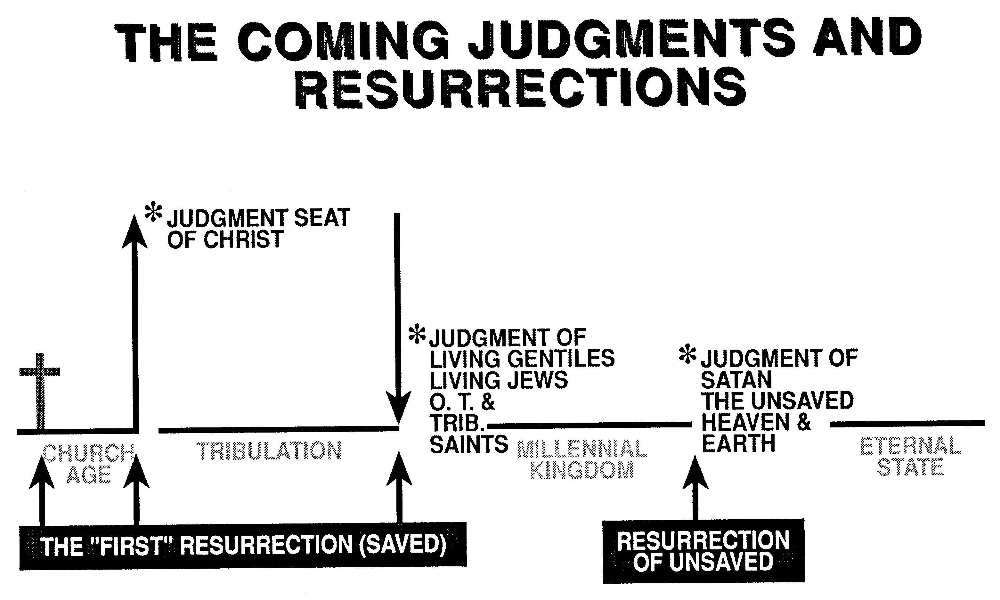 THE COMING JUDGMENTS AND
RESURRECTIONS
* JUDGMENT SEAT
OF CHRIST
* JUDGMENT OF
LIVING GENTILES
LIVING JEWS
O. T. &
TRIB.
SAINTS
* JUDGMENT OF
SATAN
THE UNSAVED
HEAVEN &
EARTH
CHURCH
AGE
TRIBULATION
MILLENNIAL
KINGDOM
ETERNAL
STATE
THE "FIRST" RESURRECTION (SAVED)
RESURRECTION
OF UNSAVED